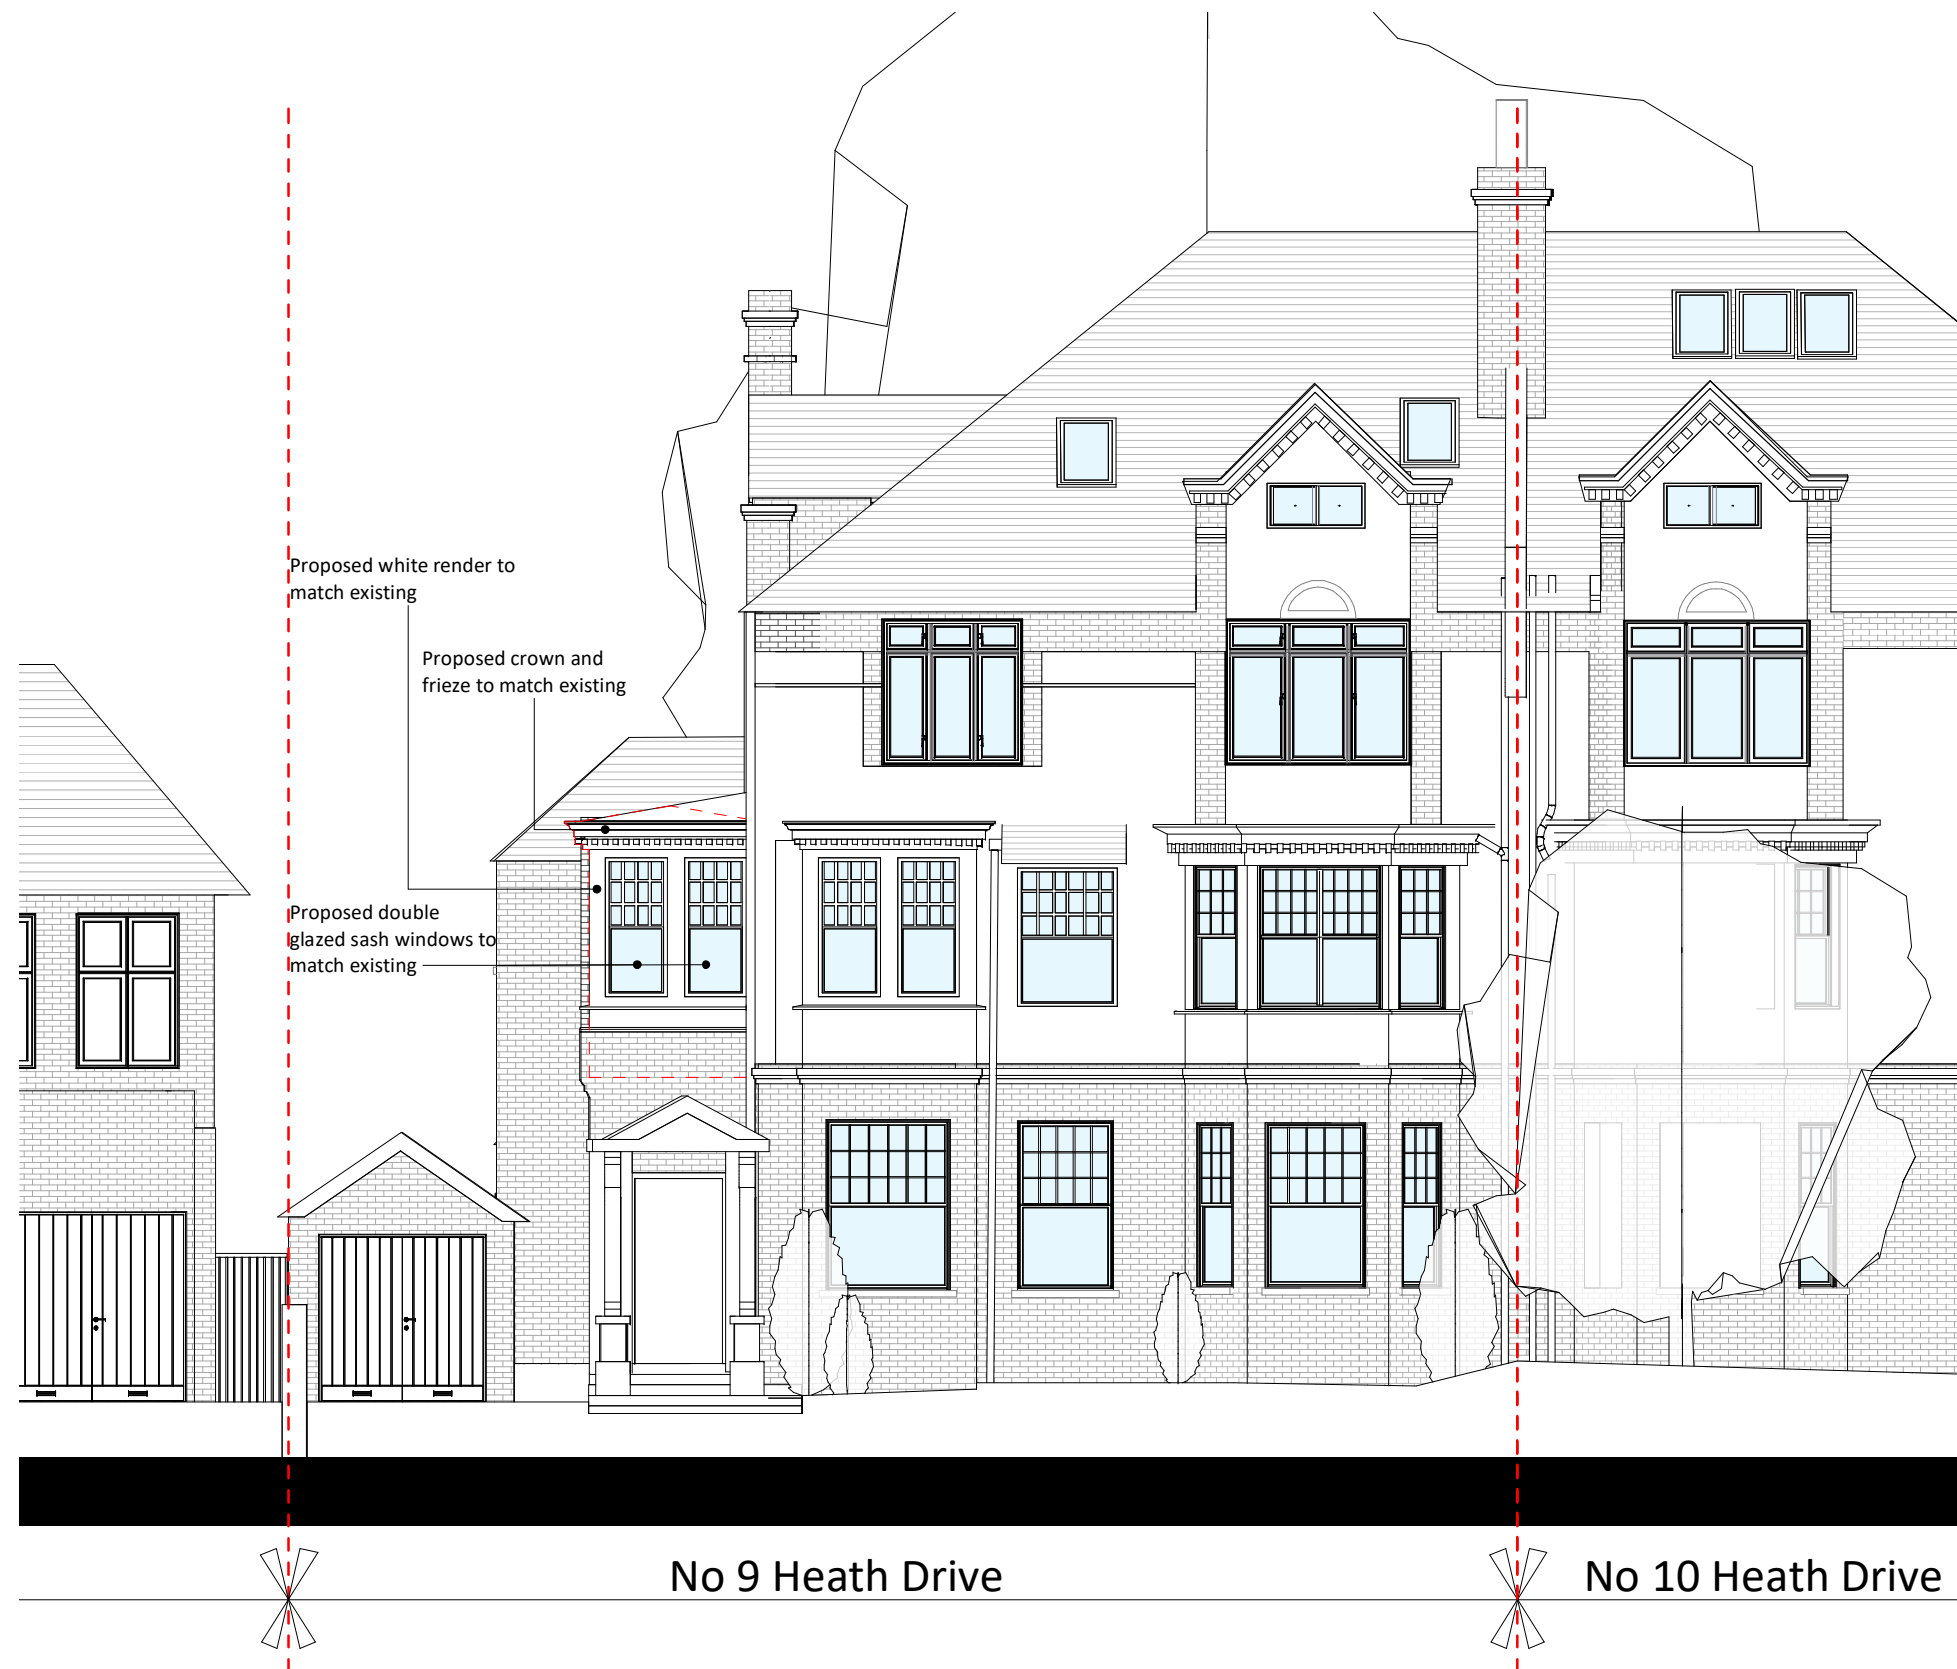 Proposed white render to
match existing
Proposed crown and
frieze to match existing
Proposed double
glazed sash windows to
match existing
No 9 Heath Drive
No 10 Heath Drive